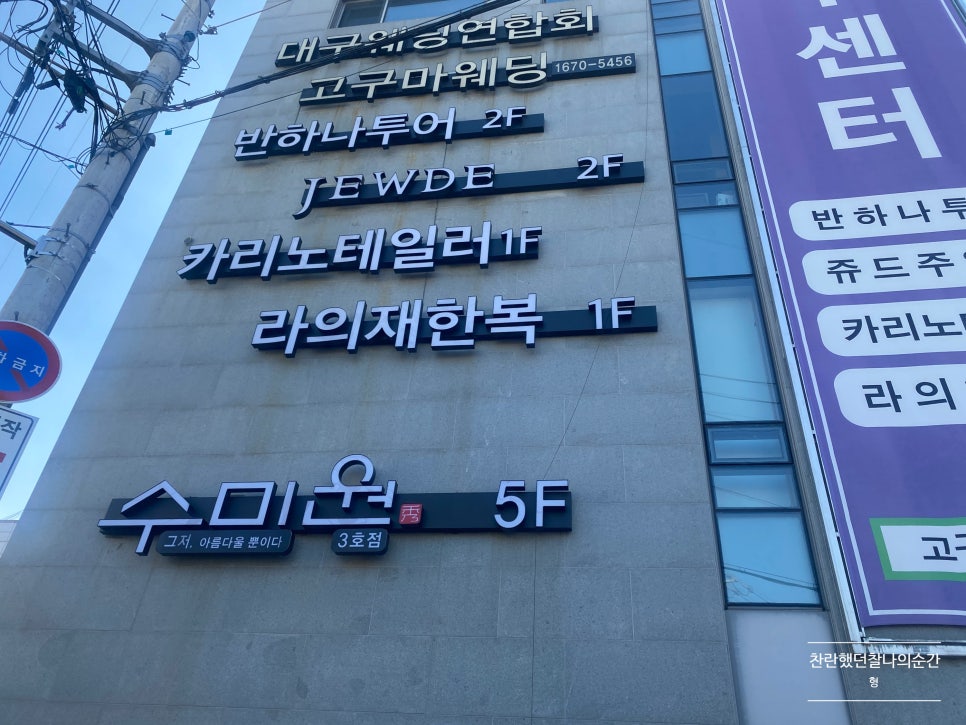 대구웨딩연합회
고구마웨딩 1670-5456
반하나투어 2F
JEWDE 2F
카리노테일러 1F
라의재한복 1F
수미원 秀 5F
그저, 아름다울 뿐이다 3호점
센터
반하나투
쥬드주
카리노
라의
고구
금지
작
찬란했던찰나의순간
형